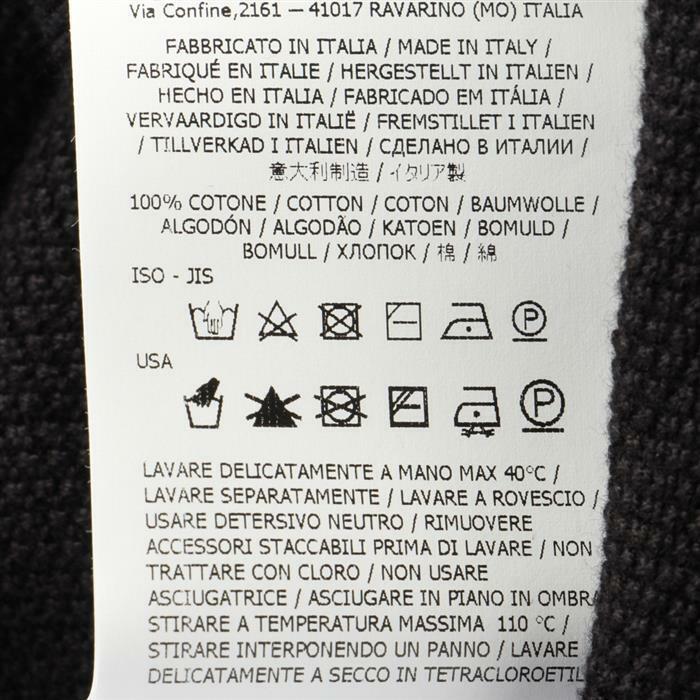 Via Confine,2161 – 41017 RAVARINO (MO) ITALIA
FABBRICATO IN ITALIA / MADE IN ITALY /
FABRIQUÉ EN ITALIE / HERGESTELLT IN ITALIEN /
HECHO EN ITALIA / FABRICADO EM ITÁLIA /
VERVAARDIGD IN ITALIË / FREMSTILLET I ITALIEN
/ TILLVERKAD I ITALIEN / СДЕЛАНО В ИТАЛИИ /
意大利制造 / イタリア製
100% COTONE / COTTON / COTON / BAUMWOLLE /
ALGODÓN / ALGODÃO / KATOEN / BOMULD /
BOMULL / ХЛОПОК / 棉 / 綿
ISO - JIS
P
USA
P
LAVARE DELICATAMENTE A MANO MAX 40°C /
LAVARE SEPARATAMENTE / LAVARE A ROVESCIO /
USARE DETERSIVO NEUTRO / RIMUOVERE
ACCESSORI STACCABILI PRIMA DI LAVARE / NON
TRATTARE CON CLORO / NON USARE
ASCIUGATRICE / ASCIUGARE IN PIANO IN OMBRA
STIRARE A TEMPERATURA MASSIMA 110 °C /
STIRARE INTERPONENDO UN PANNO / LAVARE
DELICATAMENTE A SECCO IN TETRACLOROETIL